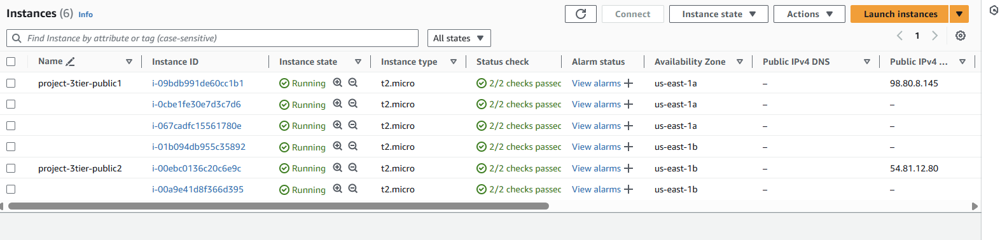 Instances (6) Info
Connect Instance state Actions Launch instances
Find Instance by attribute or tag (case-sensitive) All states 1
Name Instance ID Instance state Instance type Status check Alarm status Availability Zone Public IPv4 DNS Public IPv4 ...
project-3tier-public1 i-09bdb991de60cc1b1 Running t2.micro 2/2 checks passec View alarms + us-east-1a – 98.80.8.145
i-0cbe1fe30e7d3c7d6 Running t2.micro 2/2 checks passec View alarms + us-east-1a – –
i-067cadfc15561780e Running t2.micro 2/2 checks passec View alarms + us-east-1a – –
i-01b094db955c35892 Running t2.micro 2/2 checks passec View alarms + us-east-1b – –
project-3tier-public2 i-00ebc0136c20c6e9c Running t2.micro 2/2 checks passec View alarms + us-east-1b – 54.81.12.80
i-00a9e41d8f366d395 Running t2.micro 2/2 checks passec View alarms + us-east-1b – –